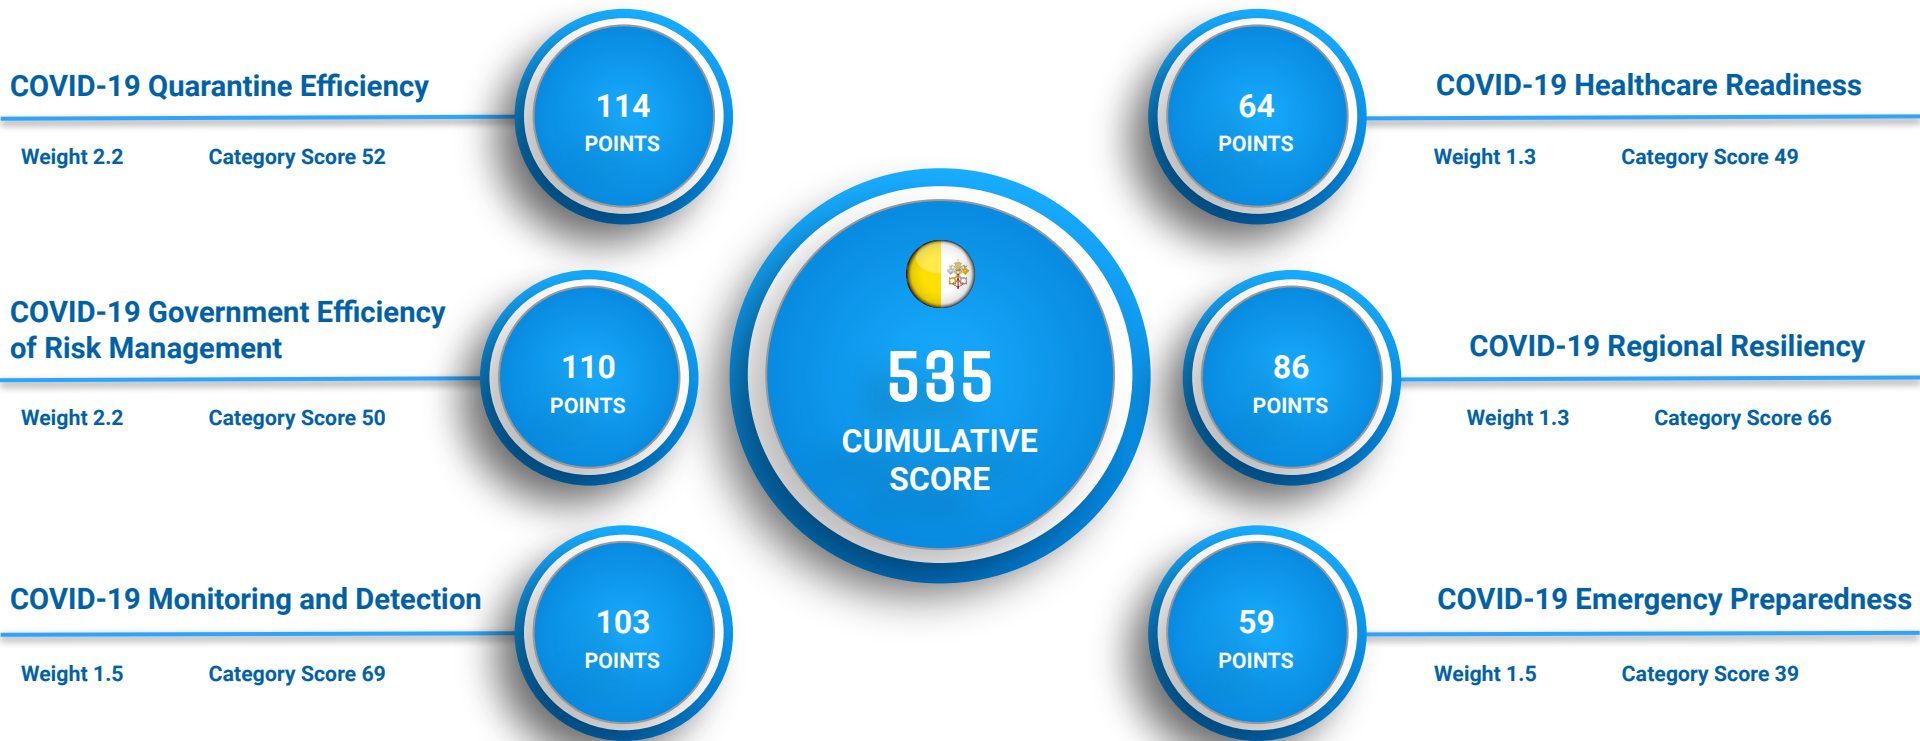 COVID-19 Quarantine Efficiency
Weight 2.2 Category Score 52
114
POINTS
COVID-19 Government Efficiency
of Risk Management
Weight 2.2 Category Score 50
110
POINTS
COVID-19 Monitoring and Detection
Weight 1.5 Category Score 69
103
POINTS
535
CUMULATIVE
SCORE
64
POINTS
COVID-19 Healthcare Readiness
Weight 1.3 Category Score 49
86
POINTS
COVID-19 Regional Resiliency
Weight 1.3 Category Score 66
59
POINTS
COVID-19 Emergency Preparedness
Weight 1.5 Category Score 39